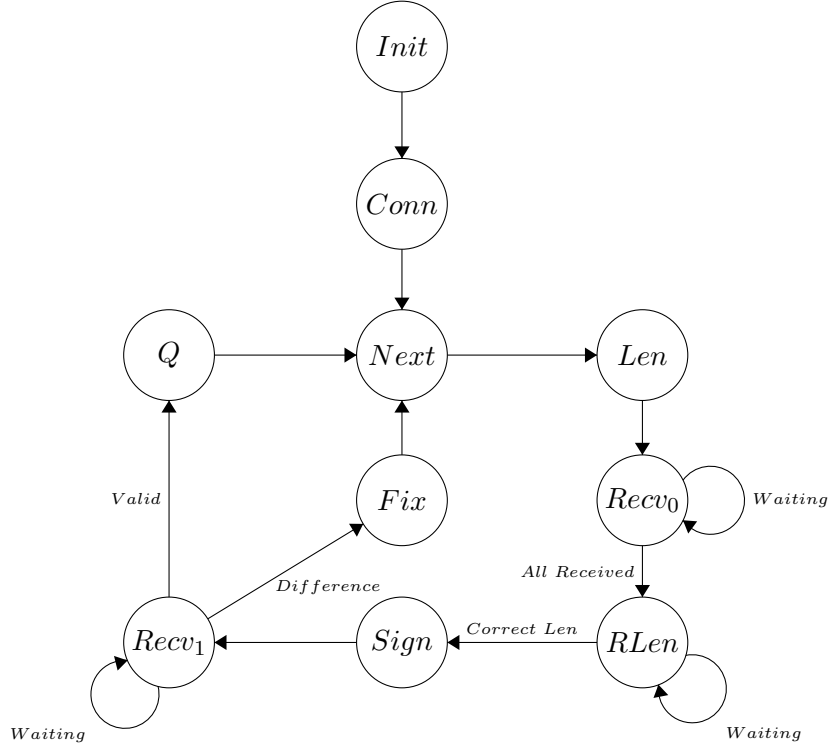 Init
Conn
Q
Next
Len
Valid
Fix
Recv₀
Waiting
Difference
All Received
Recv₁
Sign
Correct Len
RLen
Waiting
Waiting